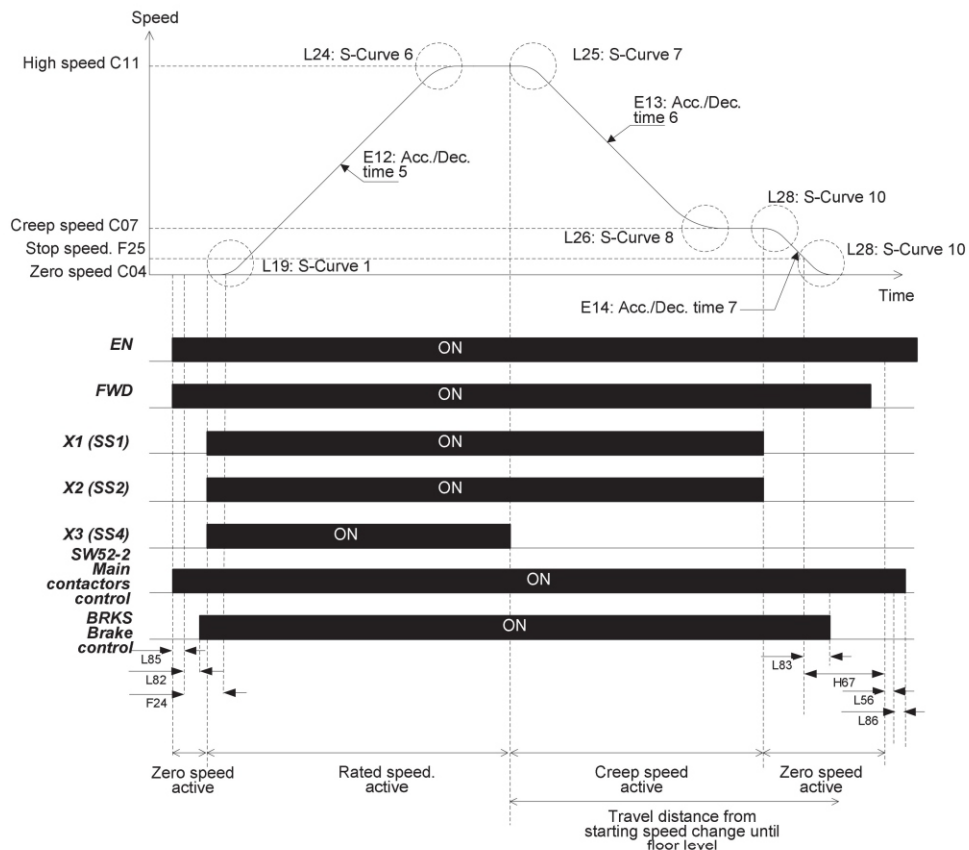 Speed
High speed C11
L24: S-Curve 6
L25: S-Curve 7
E13: Acc./Dec.
time 6
E12: Acc./Dec.
time 5
Creep speed C07
Stop speed. F25
Zero speed C04
L19: S-Curve 1
L26: S-Curve 8
L28: S-Curve 10
L28: S-Curve 10
E14: Acc./Dec. time 7
Time
EN
ON
FWD
ON
X1 (SS1)
ON
X2 (SS2)
ON
X3 (SS4)
ON
SW52-2
Main
contactors
control
ON
BRKS
Brake
control
ON
L85
L82
F24
L83
H67
L56
L86
Zero speed
active
Rated speed.
Creep speed
active
Zero speed
active
Travel distance from
starting speed change until
floor level